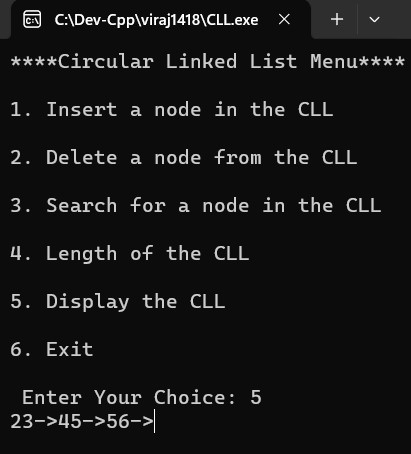 C:\Dev-Cpp\viraj1418\CLL.exe
****Circular Linked List Menu****
1. Insert a node in the CLL
2. Delete a node from the CLL
3. Search for a node in the CLL
4. Length of the CLL
5. Display the CLL
6. Exit
Enter Your Choice: 5
23->45->56->